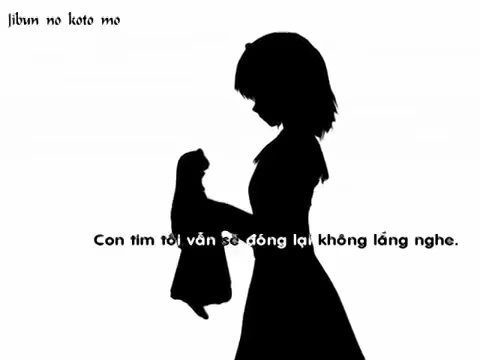 Jibun no koto mo
Con tim tôi vẫn sẽ đóng lại không lắng nghe.